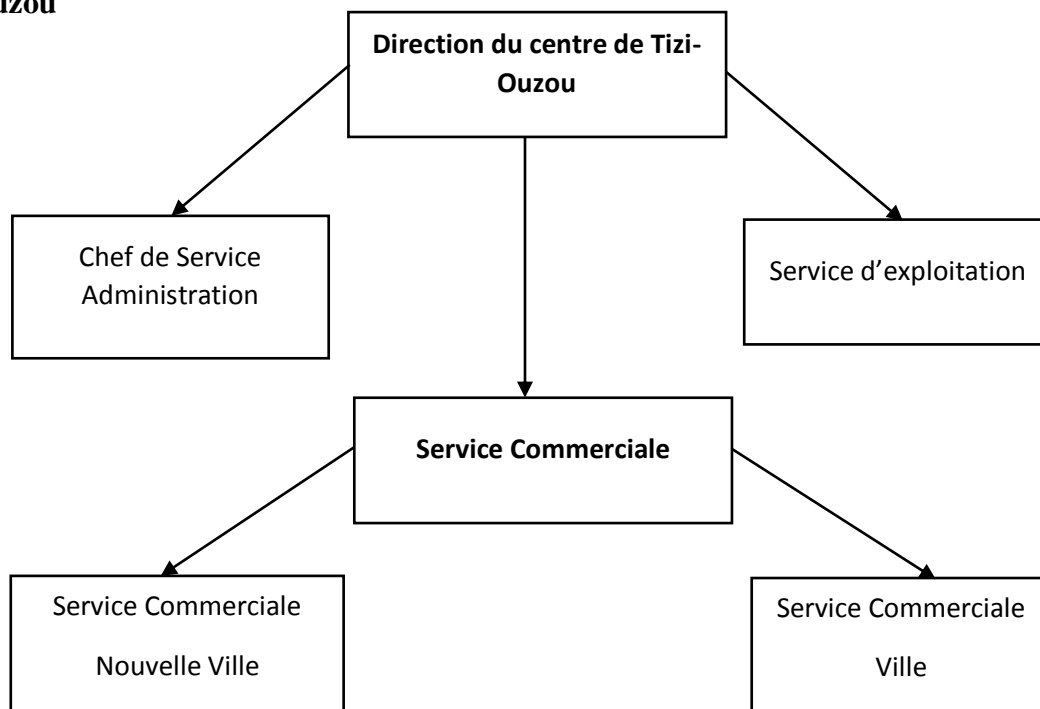 Direction du centre de Tizi-
Ouzou
Chef de Service
Administration
Service d'exploitation
Service Commerciale
Service Commerciale
Nouvelle Ville
Service Commerciale
Ville